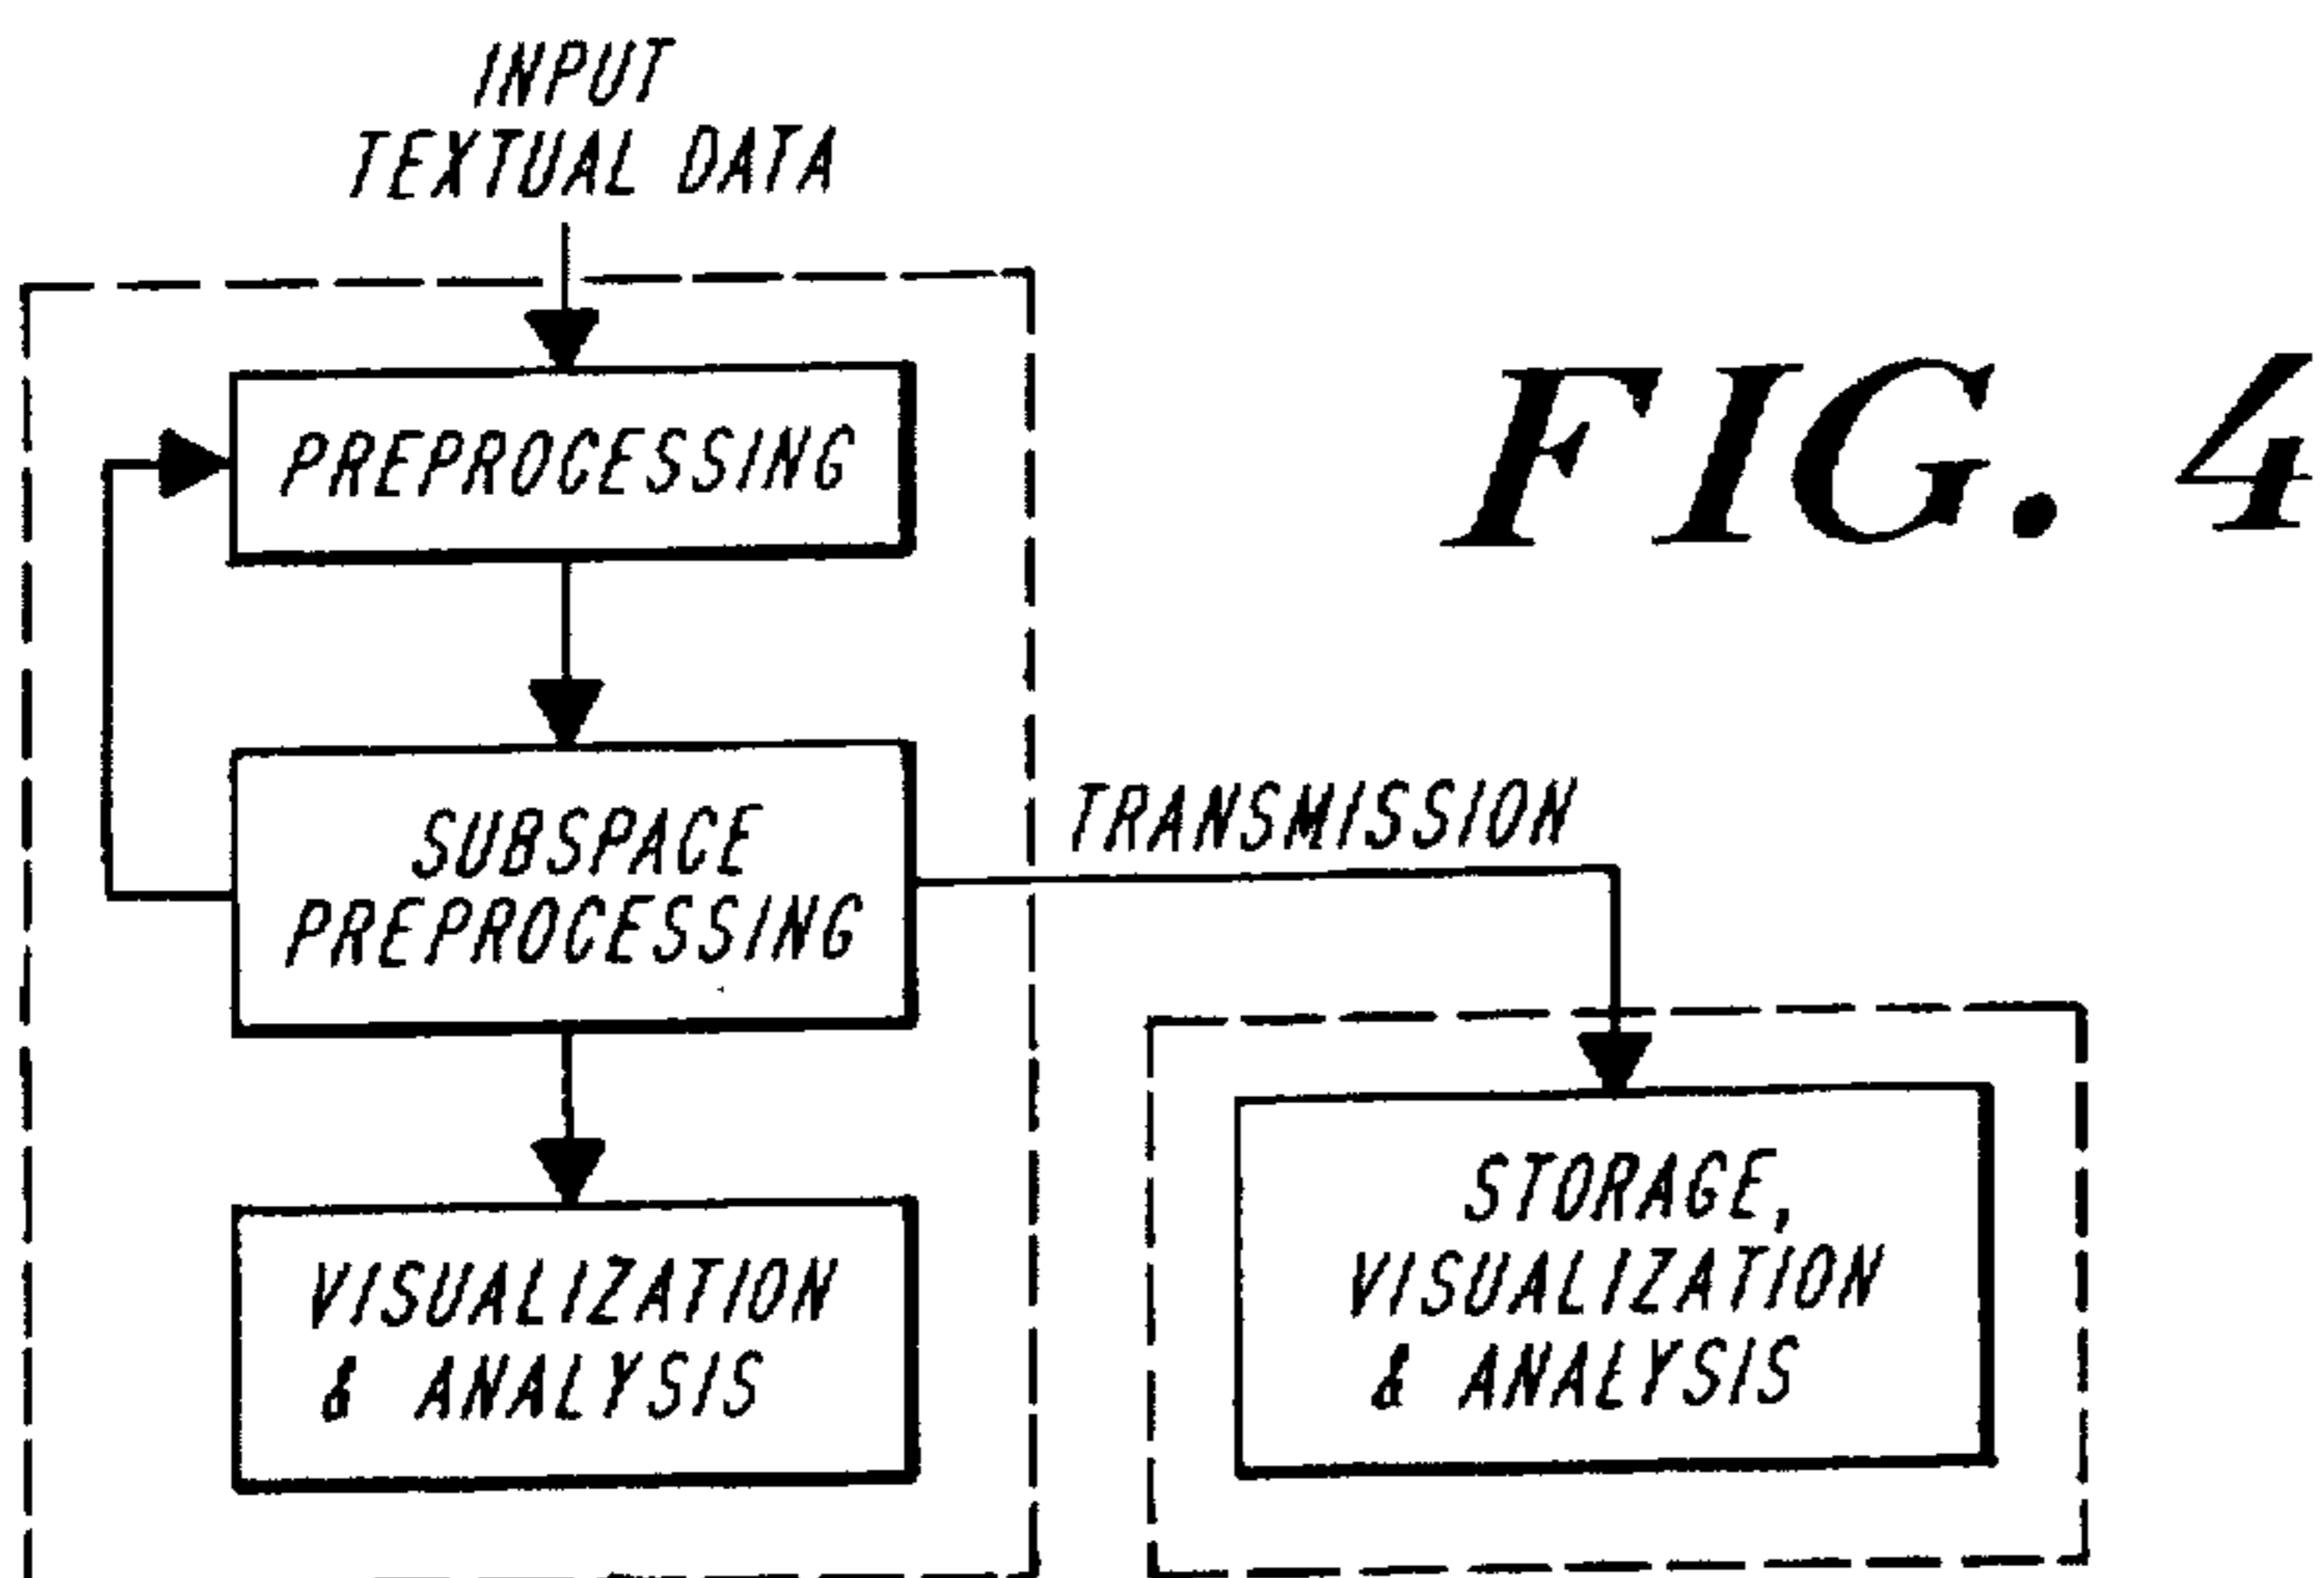 INPUT
TEXTUAL DATA
PREPROCESSING
FIG. 4
SUBSPACE
PREPROCESSING
TRANSMISSION
VISUALIZATION
& ANALYSIS
STORAGE,
VISUALIZATION
& ANALYSIS